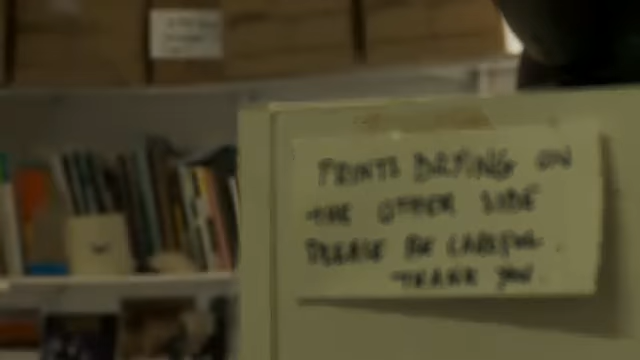 PRINTS DRYING ON
THE OTHER SIDE
PLEASE BE CAREFUL.
THANK YOU.